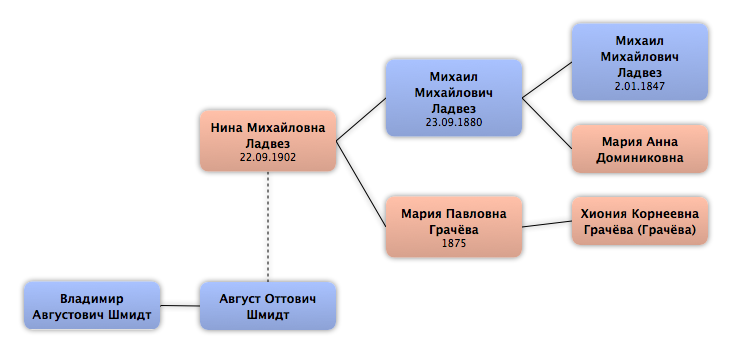 Михаил
Михайлович
Ладвез
2.01.1847
Михаил
Михайлович
Ладвез
23.09.1880
Нина Михайловна
Ладвез
22.09.1902
Мария Анна
Доминиковна
Мария Павловна
Грачёва
1875
Хиония Корнеевна
Грачёва (Грачёва)
Владимир
Августович Шмидт
Август Оттович
Шмидт